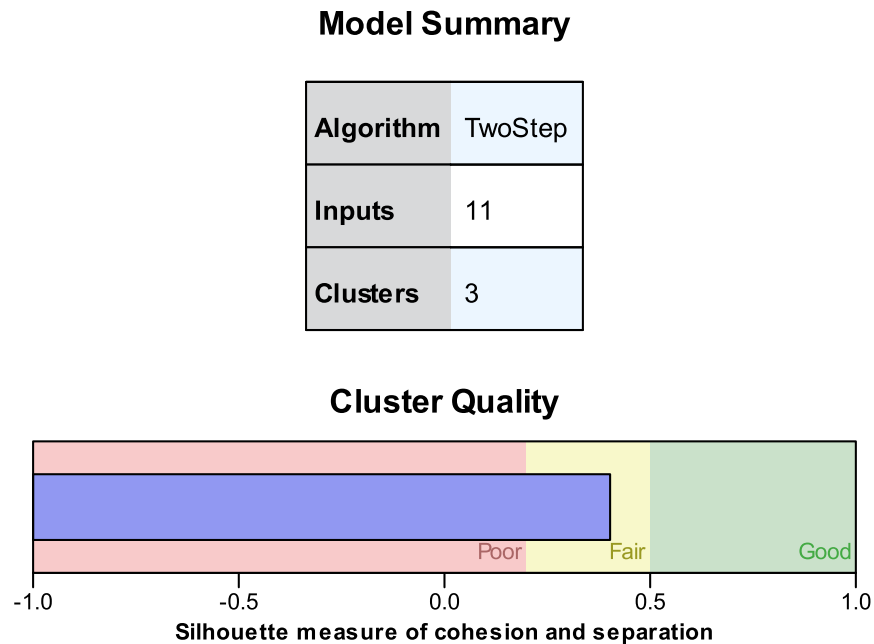 Model Summary
Algorithm TwoStep
Inputs 11
Clusters 3
Cluster Quality
Poor Fair Good
-1.0 -0.5 0.0 0.5 1.0
Silhouette measure of cohesion and separation